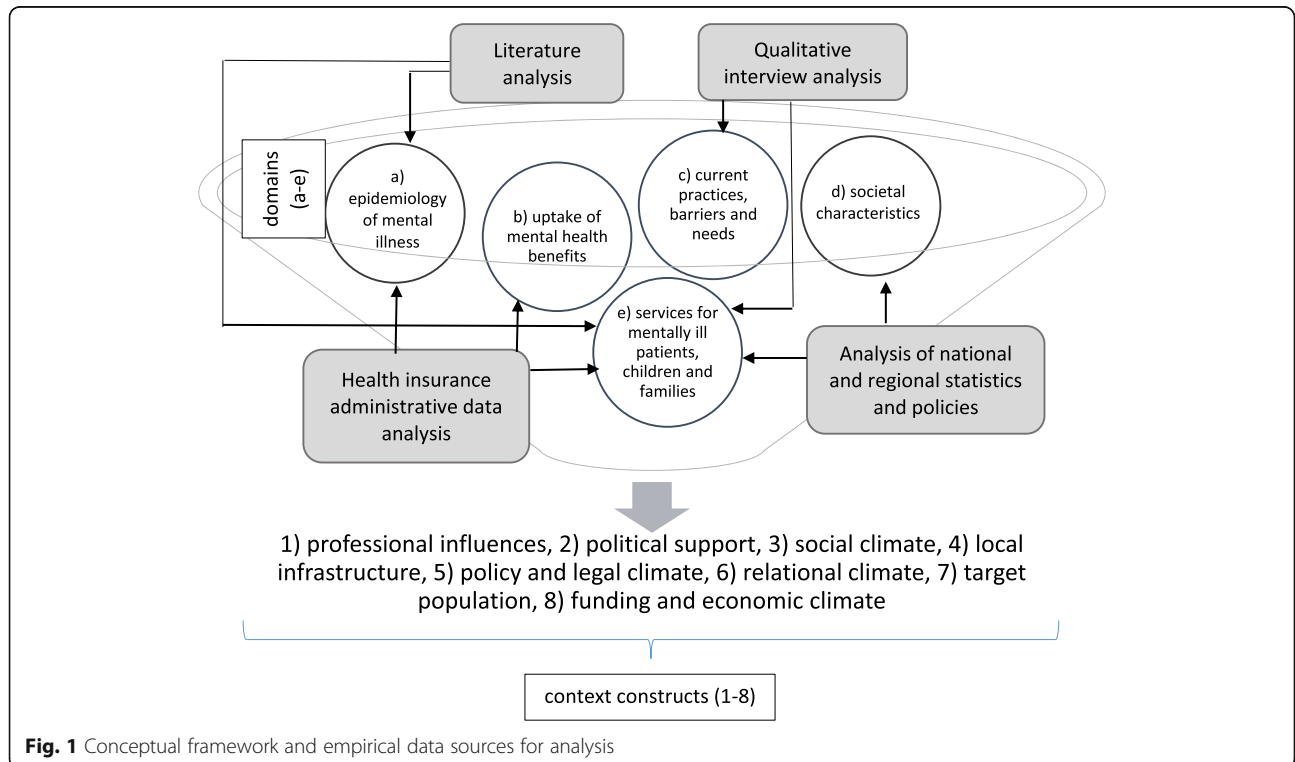 Literature
analysis
Qualitative
interview analysis
domains
(a-e)
a)
epidemiology
of mental
illness
b) uptake of
mental health
benefits
c) current
practices,
barriers and
needs
d) societal
characteristics
e) services for
mentally ill
patients,
children and
families
Health insurance
administrative data
analysis
Analysis of national
and regional statistics
and policies
1) professional influences, 2) political support, 3) social climate, 4) local
infrastructure, 5) policy and legal climate, 6) relational climate, 7) target
population, 8) funding and economic climate
context constructs (1-8)
Fig. 1 Conceptual framework and empirical data sources for analysis